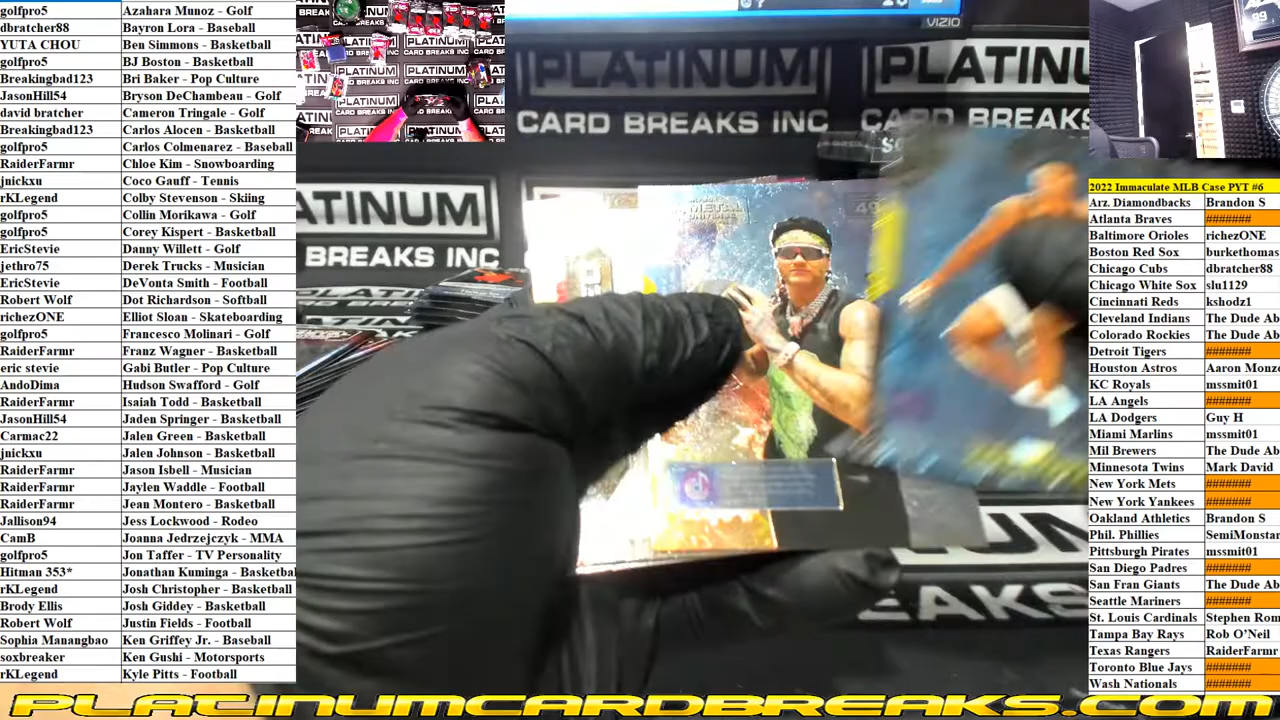 golfpro5 Azahara Munoz - Golf
dbratcher88 Bayron Lora - Baseball
YUTA CHOU Ben Simmons - Basketball
golfpro5 BJ Boston - Basketball
Breakingbad123 Bri Baker - Pop Culture
JasonHill54 Bryson DeChambeau - Golf
david bratcher Cameron Tringale - Golf
Breakingbad123 Carlos Alocen - Basketball
golfpro5 Carlos Colmenarez - Baseball
RaiderFarmr Chloe Kim - Snowboarding
jnickxu Coco Gauff - Tennis
rKLegend Colby Stevenson - Skiing
golfpro5 Collin Morikawa - Golf
golfpro5 Corey Kispert - Basketball
EricStevie Danny Willett - Golf
jethro75 Derek Trucks - Musician
EricStevie DeVonta Smith - Football
Robert Wolf Dot Richardson - Softball
richezONE Elliot Sloan - Skateboarding
golfpro5 Francesco Molinari - Golf
RaiderFarmr Franz Wagner - Basketball
eric stevie Gabi Butler - Pop Culture
AndoDima Hudson Swafford - Golf
RaiderFarmr Isaiah Todd - Basketball
JasonHill54 Jaden Springer - Basketball
Carmac22 Jalen Green - Basketball
jnickxu Jalen Johnson - Basketball
RaiderFarmr Jason Isbell - Musician
RaiderFarmr Jaylen Waddle - Football
RaiderFarmr Jean Montero - Basketball
Jallison94 Jess Lockwood - Rodeo
CamB Joanna Jedrzejczyk - MMA
golfpro5 Jon Taffer - TV Personality
Hitman 353* Jonathan Kuminga - Basketbal
rKLegend Josh Christopher - Basketball
Brody Ellis Josh Giddey - Basketball
Robert Wolf Justin Fields - Football
Sophia Manangbao Ken Griffey Jr. - Baseball
soxbreaker Ken Gushi - Motorsports
rKLegend Kyle Pitts - Football
VIZIO
PLATINUM PLATINU
CARD BREAKS INC CARD BREAKS
ATINUM
BREAKS INC
METAL
UNIVERSE
EAKS INC
99
2022 Immaculate MLB Case PYT #6
Arz. Diamondbacks Brandon S
Atlanta Braves #######
Baltimore Orioles richezONE
Boston Red Sox burkethomas
Chicago Cubs dbratcher88
Chicago White Sox slu1129
Cincinnati Reds kshodz1
Cleveland Indians The Dude Ab
Colorado Rockies The Dude Ab
Detroit Tigers #######
Houston Astros Aaron Monzo
KC Royals mssmit01
LA Angels #######
LA Dodgers Guy H
Miami Marlins mssmit01
Mil Brewers The Dude Ab
Minnesota Twins Mark David
New York Mets #######
New York Yankees #######
Oakland Athletics Brandon S
Phil. Phillies SemiMonstar
Pittsburgh Pirates mssmit01
San Diego Padres #######
San Fran Giants The Dude Ab
Seattle Mariners #######
St. Louis Cardinals Stephen Rom
Tampa Bay Rays Rob O'Neil
Texas Rangers RaiderFarmr
Toronto Blue Jays #######
Wash Nationals #######
PLATINUMCARDBREAKS.COM